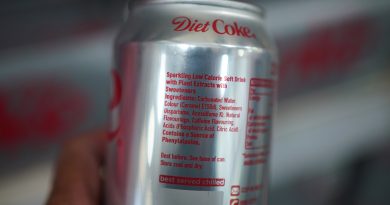 Diet Coke
Sparkling Low Calorie Soft Drink
with Plant Extracts with
Sweeteners
Ingredients: Carbonated Water,
Colour (Caramel E150d), Sweeteners
(Aspartame, Acesulfame K), Natural
Flavourings, Caffeine Flavouring,
Acids (Phosphoric Acid, Citric Acid).
Contains a Source of
Phenylalanine.
Best before: See base of can
Store cool and dry.
best served chilled